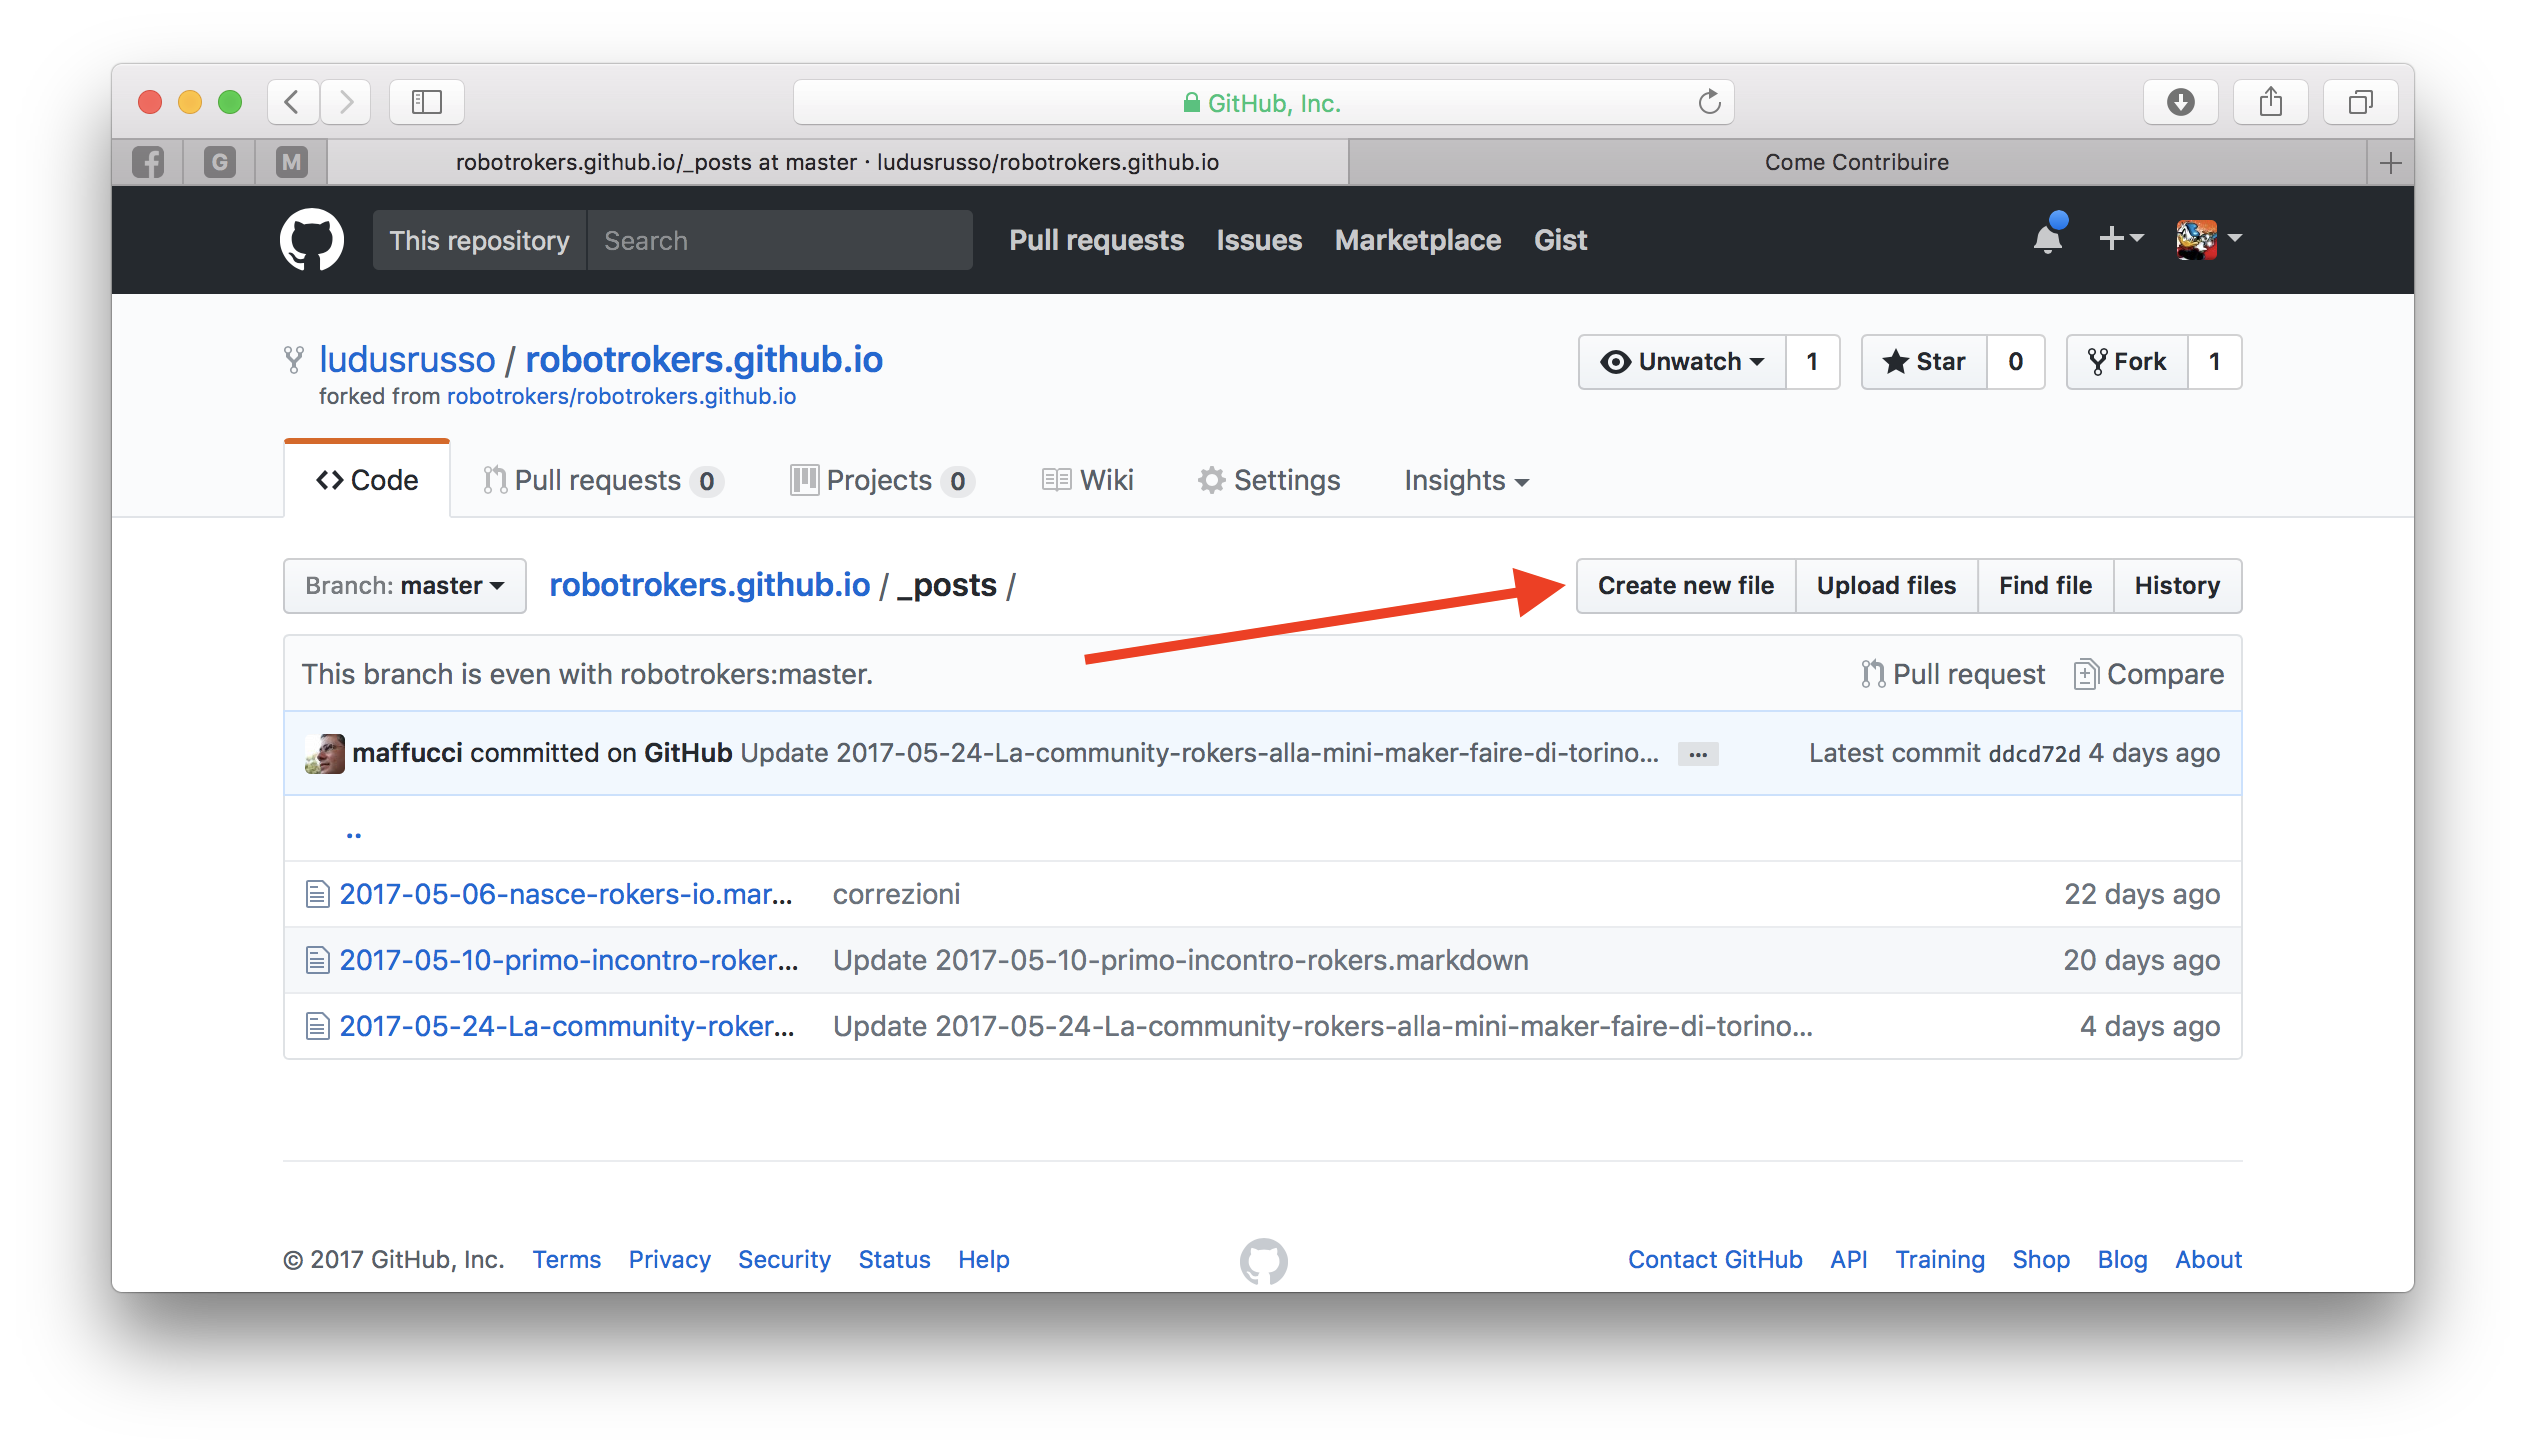 GitHub, Inc.
G M robotrokers.github.io/_posts at master · ludusrusso/robotrokers.github.io Come Contribuire
This repository Search Pull requests Issues Marketplace Gist
ludusrusso / robotrokers.github.io Unwatch 1 Star 0 Fork 1
forked from robotrokers/robotrokers.github.io
Code Pull requests 0 Projects 0 Wiki Settings Insights
Branch: master robotrokers.github.io / _posts / Create new file Upload files Find file History
This branch is even with robotrokers:master. Pull request Compare
maffucci committed on GitHub Update 2017-05-24-La-community-rokers-alla-mini-maker-faire-di-torino... ... Latest commit ddcd72d 4 days ago
..
2017-05-06-nasce-rokers-io.mar... correzioni 22 days ago
2017-05-10-primo-incontro-roker... Update 2017-05-10-primo-incontro-rokers.markdown 20 days ago
2017-05-24-La-community-roker... Update 2017-05-24-La-community-rokers-alla-mini-maker-faire-di-torino... 4 days ago
© 2017 GitHub, Inc. Terms Privacy Security Status Help Contact GitHub API Training Shop Blog About